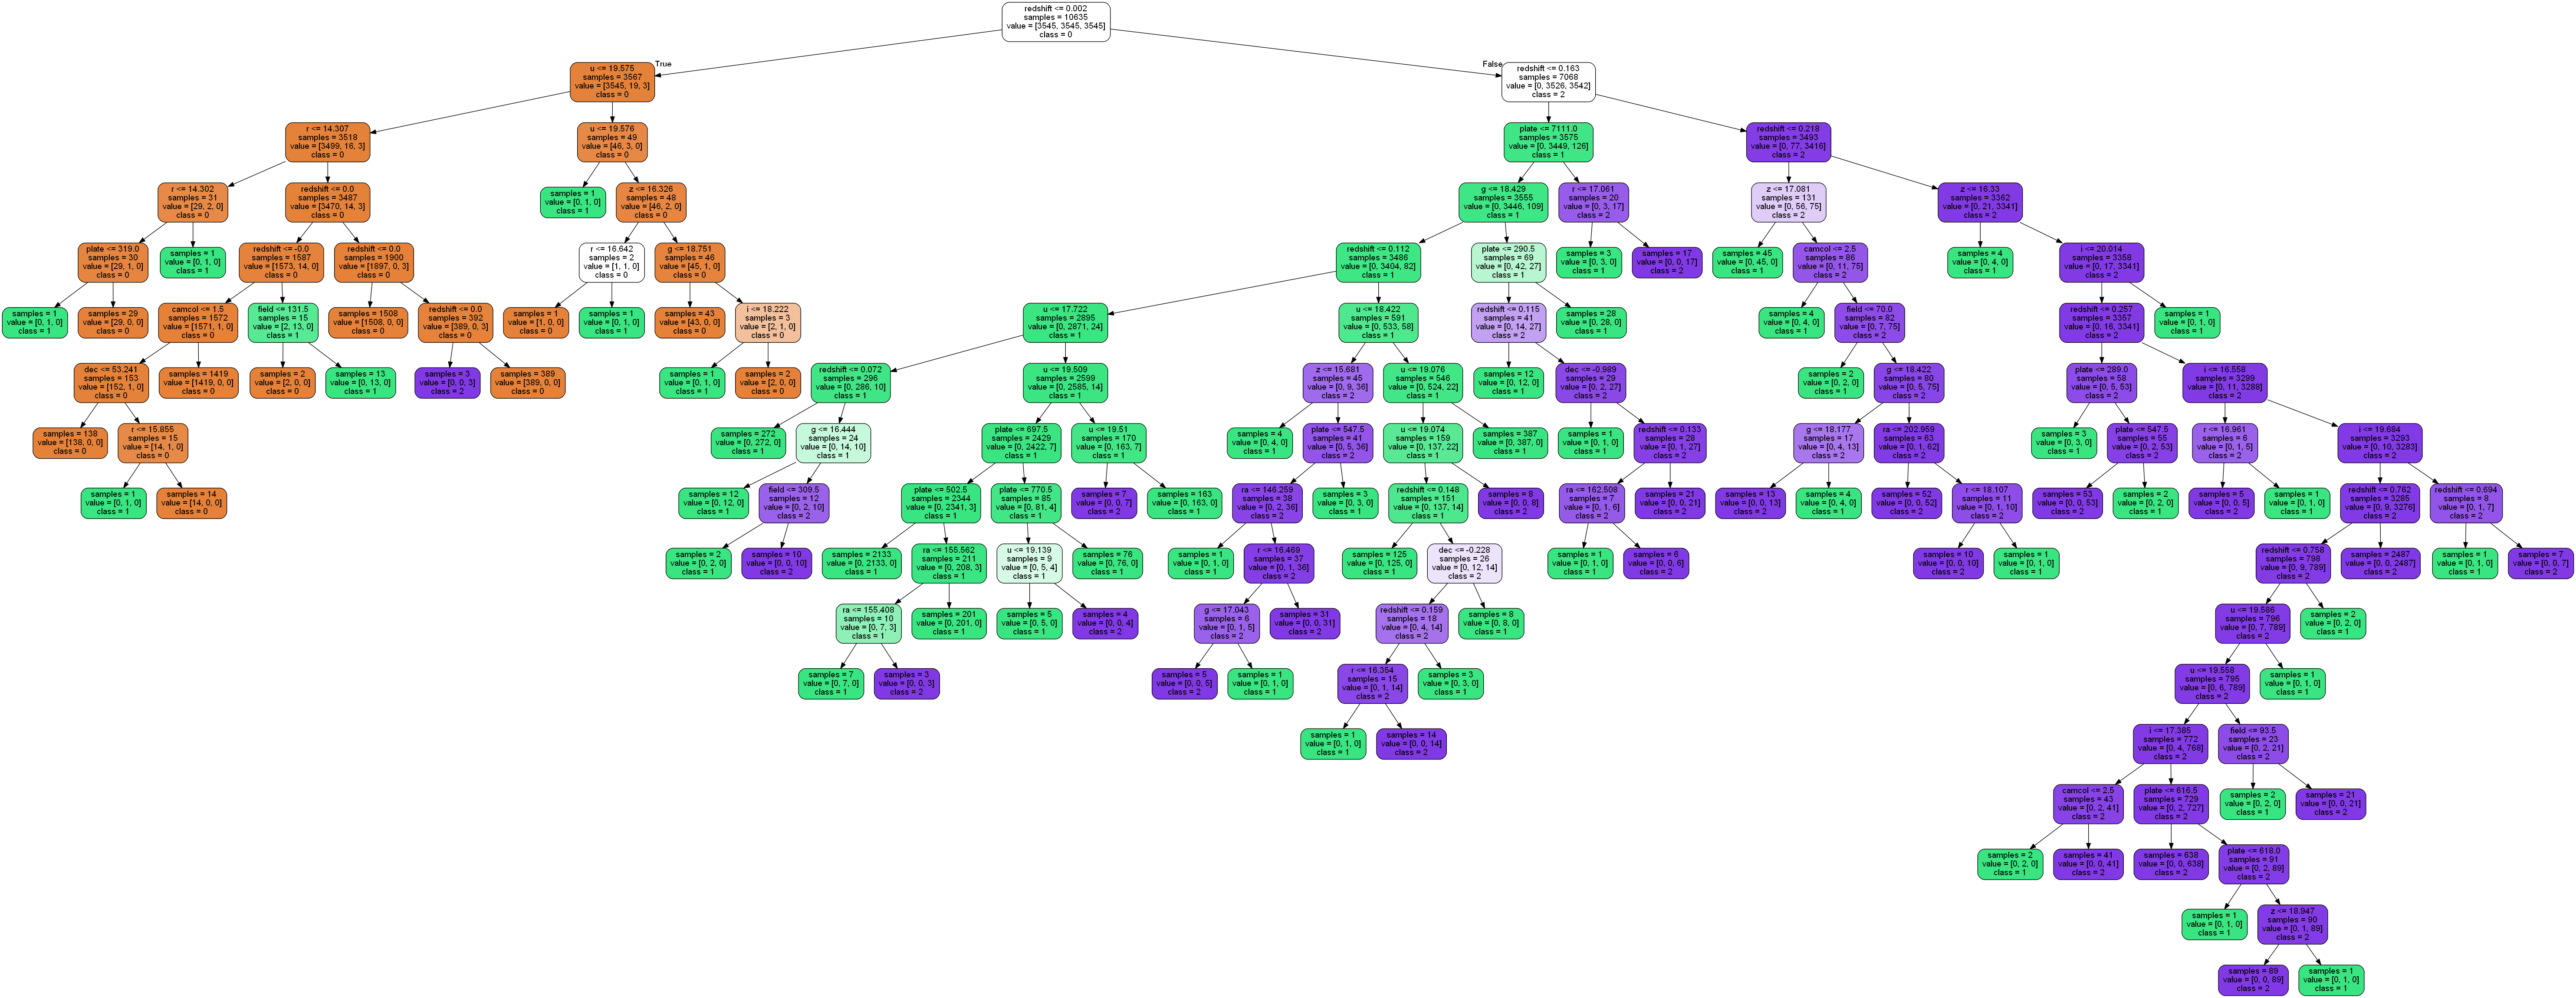 redshift <= 0.002
samples = 10635
value = [3545, 3545, 3545]
class = 0
True
False
u <= 19.575
samples = 3567
value = [3545, 19, 3]
class = 0
redshift <= 0.163
samples = 7068
value = [0, 3526, 3542]
class = 2
r <= 14.307
samples = 3518
value = [3499, 16, 3]
class = 0
u <= 19.576
samples = 49
value = [46, 3, 0]
class = 0
plate <= 7111.0
samples = 3575
value = [0, 3449, 126]
class = 1
redshift <= 0.218
samples = 3493
value = [0, 77, 3416]
class = 2
r <= 14.302
samples = 31
value = [29, 2, 0]
class = 0
redshift <= 0.0
samples = 3487
value = [3470, 14, 3]
class = 0
samples = 1
value = [0, 1, 0]
class = 1
z <= 16.326
samples = 48
value = [46, 2, 0]
class = 0
g <= 18.429
samples = 3555
value = [0, 3446, 109]
class = 1
r <= 17.061
samples = 20
value = [0, 3, 17]
class = 2
z <= 17.081
samples = 131
value = [0, 56, 75]
class = 2
z <= 16.33
samples = 3362
value = [0, 21, 3341]
class = 2
plate <= 319.0
samples = 30
value = [29, 1, 0]
class = 0
samples = 1
value = [0, 1, 0]
class = 1
redshift <= -0.0
samples = 1587
value = [1573, 14, 0]
class = 0
redshift <= 0.0
samples = 1900
value = [1897, 0, 3]
class = 0
r <= 16.642
samples = 2
value = [1, 1, 0]
class = 0
g <= 18.751
samples = 46
value = [45, 1, 0]
class = 0
redshift <= 0.112
samples = 3486
value = [0, 3404, 82]
class = 1
plate <= 290.5
samples = 69
value = [0, 42, 27]
class = 1
samples = 3
value = [0, 3, 0]
class = 1
samples = 17
value = [0, 0, 17]
class = 2
samples = 45
value = [0, 45, 0]
class = 1
camcol <= 2.5
samples = 86
value = [0, 11, 75]
class = 2
samples = 4
value = [0, 4, 0]
class = 1
i <= 20.014
samples = 3358
value = [0, 17, 3341]
class = 2
samples = 1
value = [0, 1, 0]
class = 1
samples = 29
value = [29, 0, 0]
class = 0
camcol <= 1.5
samples = 1572
value = [1571, 1, 0]
class = 0
field <= 131.5
samples = 15
value = [2, 13, 0]
class = 1
samples = 1508
value = [1508, 0, 0]
class = 0
redshift <= 0.0
samples = 392
value = [389, 0, 3]
class = 0
samples = 1
value = [1, 0, 0]
class = 0
samples = 1
value = [0, 1, 0]
class = 1
samples = 43
value = [43, 0, 0]
class = 0
i <= 18.222
samples = 3
value = [2, 1, 0]
class = 0
u <= 17.722
samples = 2895
value = [0, 2871, 24]
class = 1
u <= 18.422
samples = 591
value = [0, 533, 58]
class = 1
redshift <= 0.115
samples = 41
value = [0, 14, 27]
class = 2
samples = 28
value = [0, 28, 0]
class = 1
samples = 4
value = [0, 4, 0]
class = 1
field <= 70.0
samples = 82
value = [0, 7, 75]
class = 2
redshift <= 0.257
samples = 3357
value = [0, 16, 3341]
class = 2
samples = 1
value = [0, 1, 0]
class = 1
dec <= 53.241
samples = 153
value = [152, 1, 0]
class = 0
samples = 1419
value = [1419, 0, 0]
class = 0
samples = 2
value = [2, 0, 0]
class = 0
samples = 13
value = [0, 13, 0]
class = 1
samples = 3
value = [0, 0, 3]
class = 2
samples = 389
value = [389, 0, 0]
class = 0
samples = 1
value = [0, 1, 0]
class = 1
samples = 2
value = [2, 0, 0]
class = 0
redshift <= 0.072
samples = 296
value = [0, 286, 10]
class = 1
u <= 19.509
samples = 2599
value = [0, 2585, 14]
class = 1
z <= 15.681
samples = 45
value = [0, 9, 36]
class = 2
u <= 19.076
samples = 546
value = [0, 524, 22]
class = 1
samples = 12
value = [0, 12, 0]
class = 1
dec <= -0.989
samples = 29
value = [0, 2, 27]
class = 2
samples = 2
value = [0, 2, 0]
class = 1
g <= 18.422
samples = 80
value = [0, 5, 75]
class = 2
plate <= 289.0
samples = 58
value = [0, 5, 53]
class = 2
i <= 16.558
samples = 3299
value = [0, 11, 3288]
class = 2
samples = 138
value = [138, 0, 0]
class = 0
r <= 15.855
samples = 15
value = [14, 1, 0]
class = 0
samples = 272
value = [0, 272, 0]
class = 1
g <= 16.444
samples = 24
value = [0, 14, 10]
class = 1
plate <= 697.5
samples = 2429
value = [0, 2422, 7]
class = 1
u <= 19.51
samples = 170
value = [0, 163, 7]
class = 1
samples = 4
value = [0, 4, 0]
class = 1
plate <= 547.5
samples = 41
value = [0, 5, 36]
class = 2
u <= 19.074
samples = 159
value = [0, 137, 22]
class = 1
samples = 387
value = [0, 387, 0]
class = 1
samples = 1
value = [0, 1, 0]
class = 1
redshift <= 0.133
samples = 28
value = [0, 1, 27]
class = 2
g <= 18.177
samples = 17
value = [0, 4, 13]
class = 2
ra <= 202.959
samples = 63
value = [0, 1, 62]
class = 2
samples = 3
value = [0, 3, 0]
class = 1
plate <= 547.5
samples = 55
value = [0, 2, 53]
class = 2
r <= 16.961
samples = 6
value = [0, 1, 5]
class = 2
i <= 19.684
samples = 3293
value = [0, 10, 3283]
class = 2
samples = 1
value = [0, 1, 0]
class = 1
samples = 14
value = [14, 0, 0]
class = 0
samples = 12
value = [0, 12, 0]
class = 1
field <= 309.5
samples = 12
value = [0, 2, 10]
class = 2
plate <= 502.5
samples = 2344
value = [0, 2341, 3]
class = 1
plate <= 770.5
samples = 85
value = [0, 81, 4]
class = 1
samples = 7
value = [0, 0, 7]
class = 2
samples = 163
value = [0, 163, 0]
class = 1
ra <= 146.259
samples = 38
value = [0, 2, 36]
class = 2
samples = 3
value = [0, 3, 0]
class = 1
redshift <= 0.148
samples = 151
value = [0, 137, 14]
class = 1
samples = 8
value = [0, 0, 8]
class = 2
ra <= 162.508
samples = 7
value = [0, 1, 6]
class = 2
samples = 21
value = [0, 0, 21]
class = 2
samples = 13
value = [0, 0, 13]
class = 2
samples = 4
value = [0, 4, 0]
class = 1
samples = 52
value = [0, 0, 52]
class = 2
r <= 18.107
samples = 11
value = [0, 1, 10]
class = 2
samples = 53
value = [0, 0, 53]
class = 2
samples = 2
value = [0, 2, 0]
class = 1
samples = 5
value = [0, 0, 5]
class = 2
samples = 1
value = [0, 1, 0]
class = 1
redshift <= 0.762
samples = 3285
value = [0, 9, 3276]
class = 2
redshift <= 0.694
samples = 8
value = [0, 1, 7]
class = 2
samples = 2
value = [0, 2, 0]
class = 1
samples = 10
value = [0, 0, 10]
class = 2
samples = 2133
value = [0, 2133, 0]
class = 1
ra <= 155.562
samples = 211
value = [0, 208, 3]
class = 1
u <= 19.139
samples = 9
value = [0, 5, 4]
class = 1
samples = 76
value = [0, 76, 0]
class = 1
samples = 1
value = [0, 1, 0]
class = 1
r <= 16.469
samples = 37
value = [0, 1, 36]
class = 2
samples = 125
value = [0, 125, 0]
class = 1
dec <= -0.228
samples = 26
value = [0, 12, 14]
class = 2
samples = 1
value = [0, 1, 0]
class = 1
samples = 6
value = [0, 0, 6]
class = 2
samples = 10
value = [0, 0, 10]
class = 2
samples = 1
value = [0, 1, 0]
class = 1
redshift <= 0.758
samples = 798
value = [0, 9, 789]
class = 2
samples = 2487
value = [0, 0, 2487]
class = 2
samples = 1
value = [0, 1, 0]
class = 1
samples = 7
value = [0, 0, 7]
class = 2
ra <= 155.408
samples = 10
value = [0, 7, 3]
class = 1
samples = 201
value = [0, 201, 0]
class = 1
samples = 5
value = [0, 5, 0]
class = 1
samples = 4
value = [0, 0, 4]
class = 2
g <= 17.043
samples = 6
value = [0, 1, 5]
class = 2
samples = 31
value = [0, 0, 31]
class = 2
redshift <= 0.159
samples = 18
value = [0, 4, 14]
class = 2
samples = 8
value = [0, 8, 0]
class = 1
u <= 19.586
samples = 796
value = [0, 7, 789]
class = 2
samples = 2
value = [0, 2, 0]
class = 1
samples = 7
value = [0, 7, 0]
class = 1
samples = 3
value = [0, 0, 3]
class = 2
samples = 5
value = [0, 0, 5]
class = 2
samples = 1
value = [0, 1, 0]
class = 1
r <= 16.354
samples = 15
value = [0, 1, 14]
class = 2
samples = 3
value = [0, 3, 0]
class = 1
u <= 19.558
samples = 795
value = [0, 6, 789]
class = 2
samples = 1
value = [0, 1, 0]
class = 1
samples = 1
value = [0, 1, 0]
class = 1
samples = 14
value = [0, 0, 14]
class = 2
i <= 17.385
samples = 772
value = [0, 4, 768]
class = 2
field <= 93.5
samples = 23
value = [0, 2, 21]
class = 2
camcol <= 2.5
samples = 43
value = [0, 2, 41]
class = 2
plate <= 616.5
samples = 729
value = [0, 2, 727]
class = 2
samples = 2
value = [0, 2, 0]
class = 1
samples = 21
value = [0, 0, 21]
class = 2
samples = 2
value = [0, 2, 0]
class = 1
samples = 41
value = [0, 0, 41]
class = 2
samples = 638
value = [0, 0, 638]
class = 2
plate <= 618.0
samples = 91
value = [0, 2, 89]
class = 2
samples = 1
value = [0, 1, 0]
class = 1
z <= 18.947
samples = 90
value = [0, 1, 89]
class = 2
samples = 89
value = [0, 0, 89]
class = 2
samples = 1
value = [0, 1, 0]
class = 1